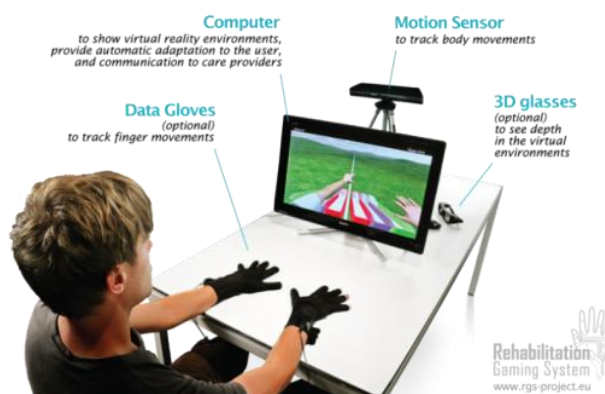 Computer
to show virtual reality environments,
provide automatic adaptation to the user,
and communication to care providers
Motion Sensor
to track body movements
Data Gloves
(optional)
to track finger movements
3D glasses
(optional)
to see depth
in the virtual
environments
Rehabilitation
Gaming System
www.rgs-project.eu